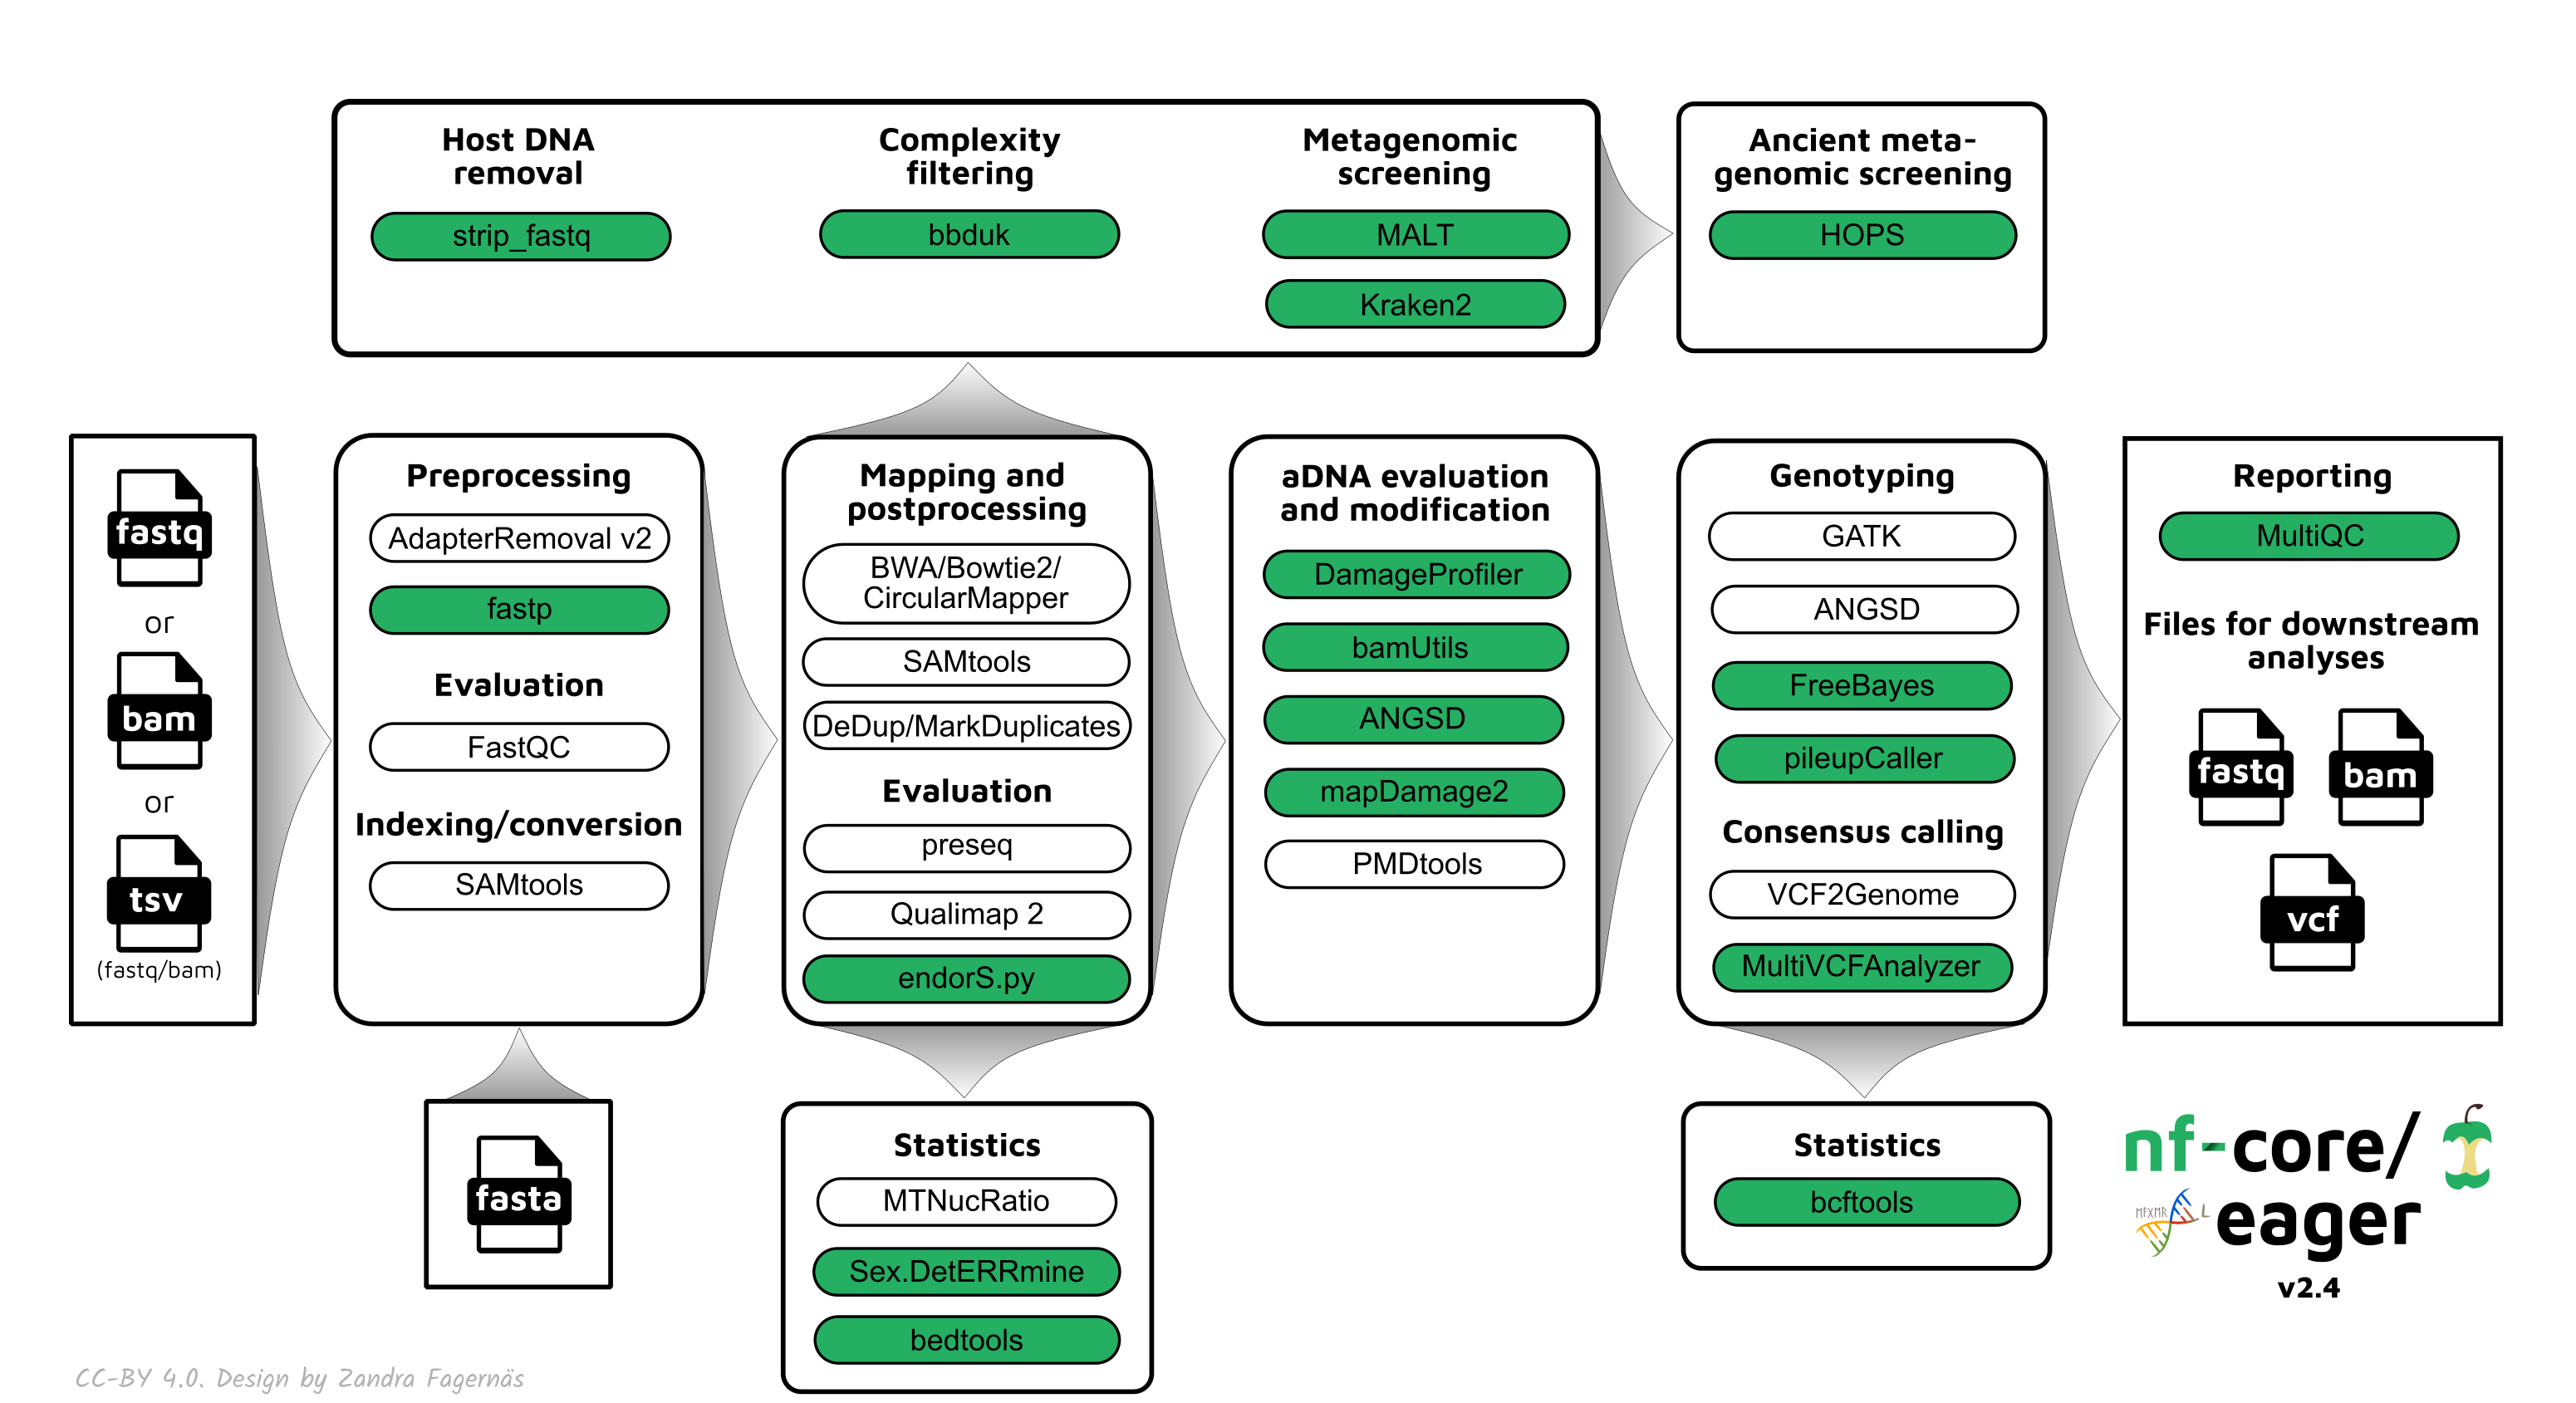 Host DNA
removal
strip_fastq
Complexity
filtering
bbduk
Metagenomic
screening
MALT
Kraken2
Ancient meta-
genomic screening
HOPS
fastq
or
bam
or
tsv
(fastq/bam)
Preprocessing
AdapterRemoval v2
fastp
Evaluation
FastQC
Indexing/conversion
SAMtools
fasta
Mapping and
postprocessing
BWA/Bowtie2/
CircularMapper
SAMtools
DeDup/MarkDuplicates
Evaluation
preseq
Qualimap 2
endorS.py
Statistics
MTNucRatio
Sex.DetERRmine
bedtools
aDNA evaluation
and modification
DamageProfiler
bamUtils
ANGSD
mapDamage2
PMDtools
Genotyping
GATK
ANGSD
FreeBayes
pileupCaller
Consensus calling
VCF2Genome
MultiVCFAnalyzer
Statistics
bcftools
Reporting
MultiQC
Files for downstream
analyses
fastq
bam
vcf
nf-core/
eager
v2.4
CC-BY 4.0. Design by Zandra Fagernäs